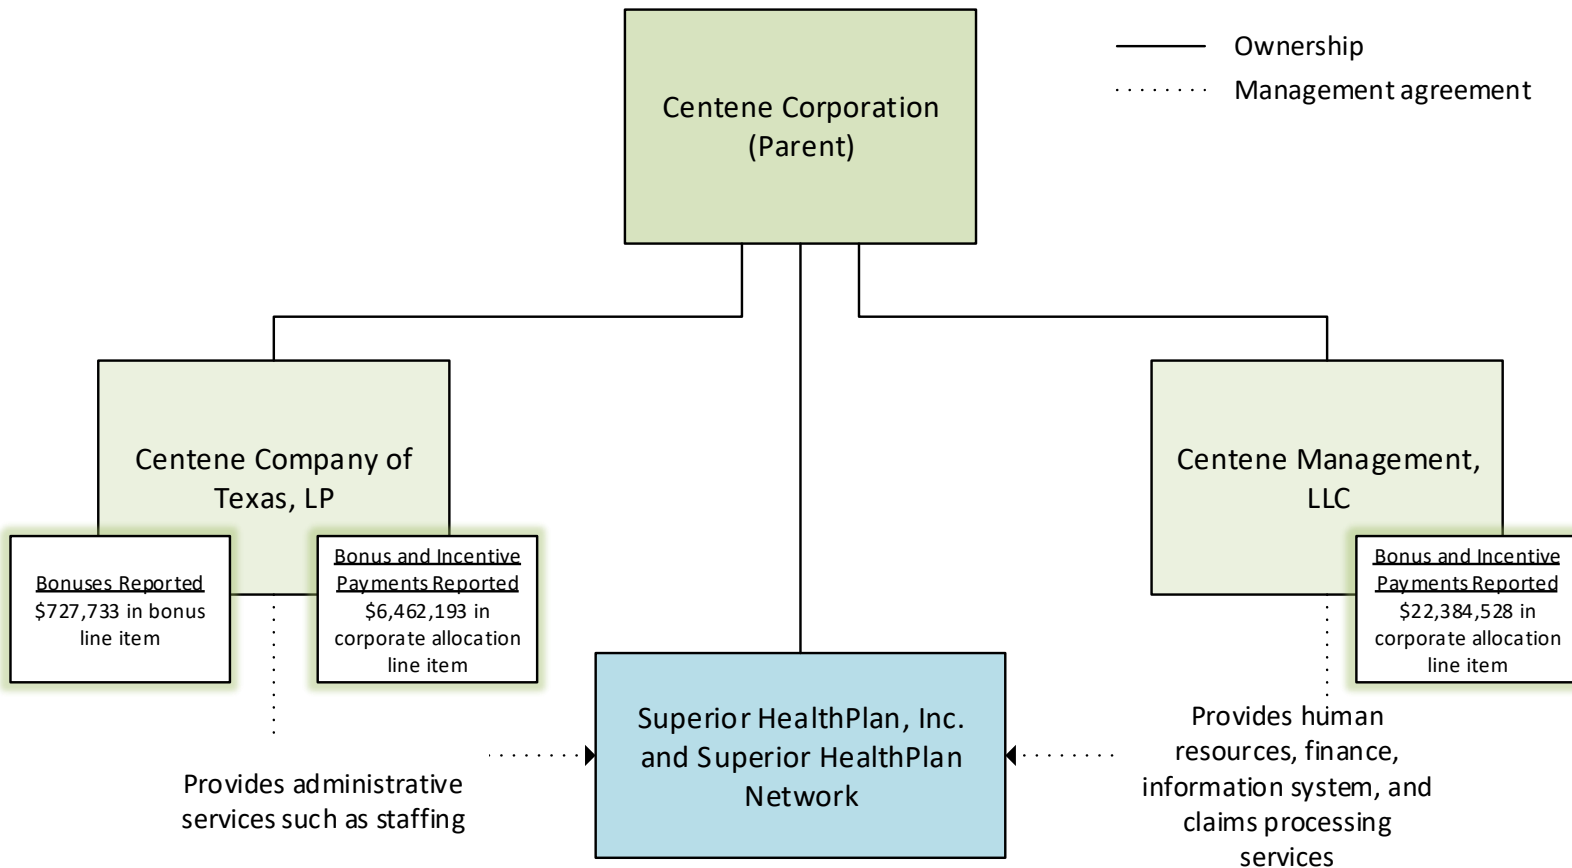 Centene Corporation
(Parent)
Ownership
Management agreement
Centene Company of
Texas, LP
Centene Management,
LLC
Bonuses Reported
$727,733 in bonus
line item
Bonus and Incentive
Payments Reported
$6,462,193 in
corporate allocation
line item
Bonus and Incentive
Payments Reported
$22,384,528 in
corporate allocation
line item
Superior HealthPlan, Inc.
and Superior HealthPlan
Network
Provides administrative
services such as staffing
Provides human
resources, finance,
information system, and
claims processing
services